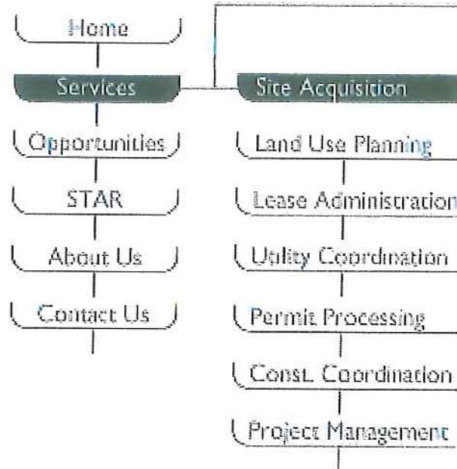 Home
Services
Opportunities
STAR
About Us
Contact Us
Site Acquisition
Land Use Planning
Lease Administration
Utility Coordination
Permit Processing
Const. Coordination
Project Management